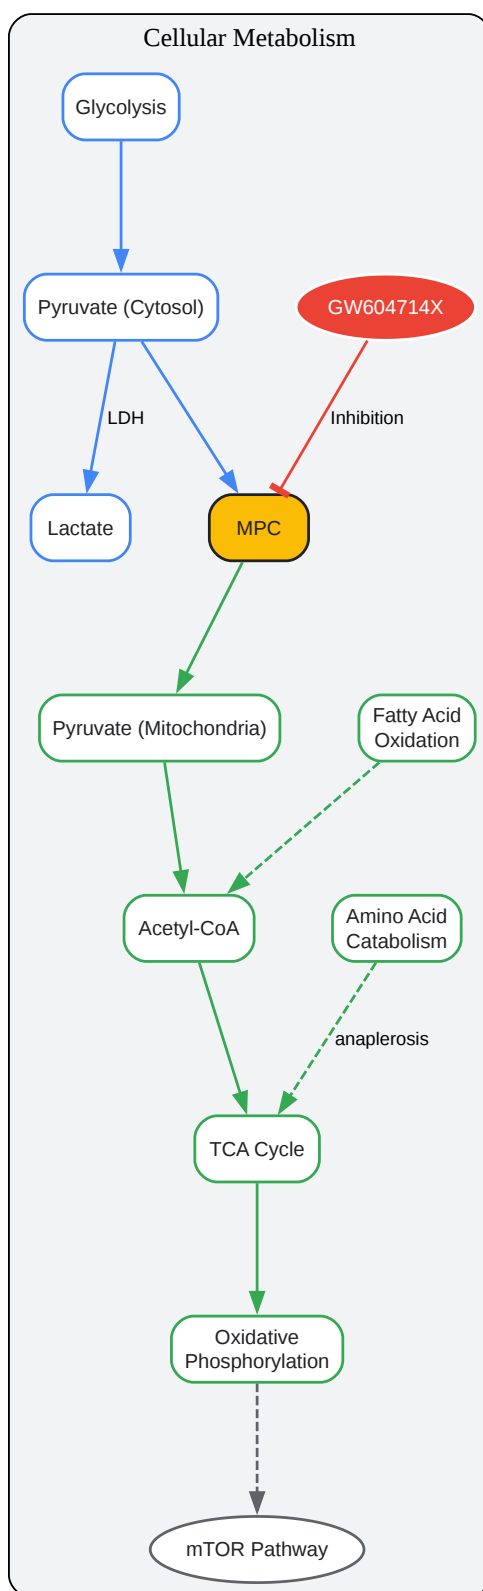 Cellular Metabolism
Glycolysis
Pyruvate (Cytosol)
GW604714X
LDH
Inhibition
Lactate
MPC
Pyruvate (Mitochondria)
Fatty Acid
Oxidation
Acetyl-CoA
Amino Acid
Catabolism
anaplerosis
TCA Cycle
Oxidative
Phosphorylation
mTOR Pathway